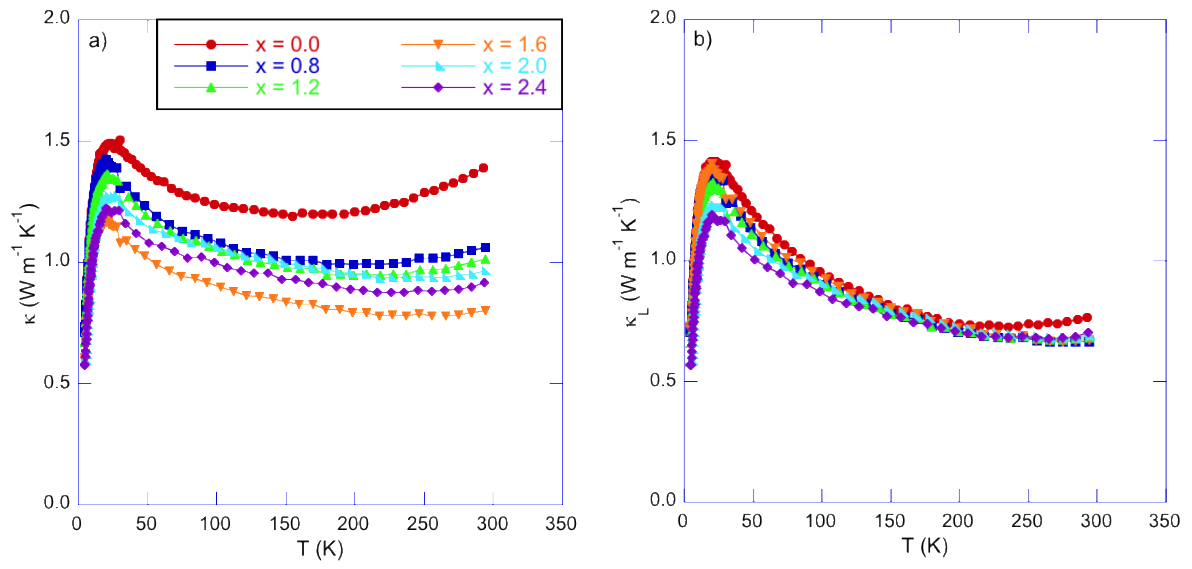 a)
x = 0.0 x = 1.6
x = 0.8 x = 2.0
x = 1.2 x = 2.4
2.0
1.5
1.0
0.5
0.0
κ (W m⁻¹ K⁻¹)
0 50 100 150 200 250 300 350
T (K)
b)
2.0
1.5
1.0
0.5
0.0
κL (W m⁻¹ K⁻¹)
0 50 100 150 200 250 300 350
T (K)